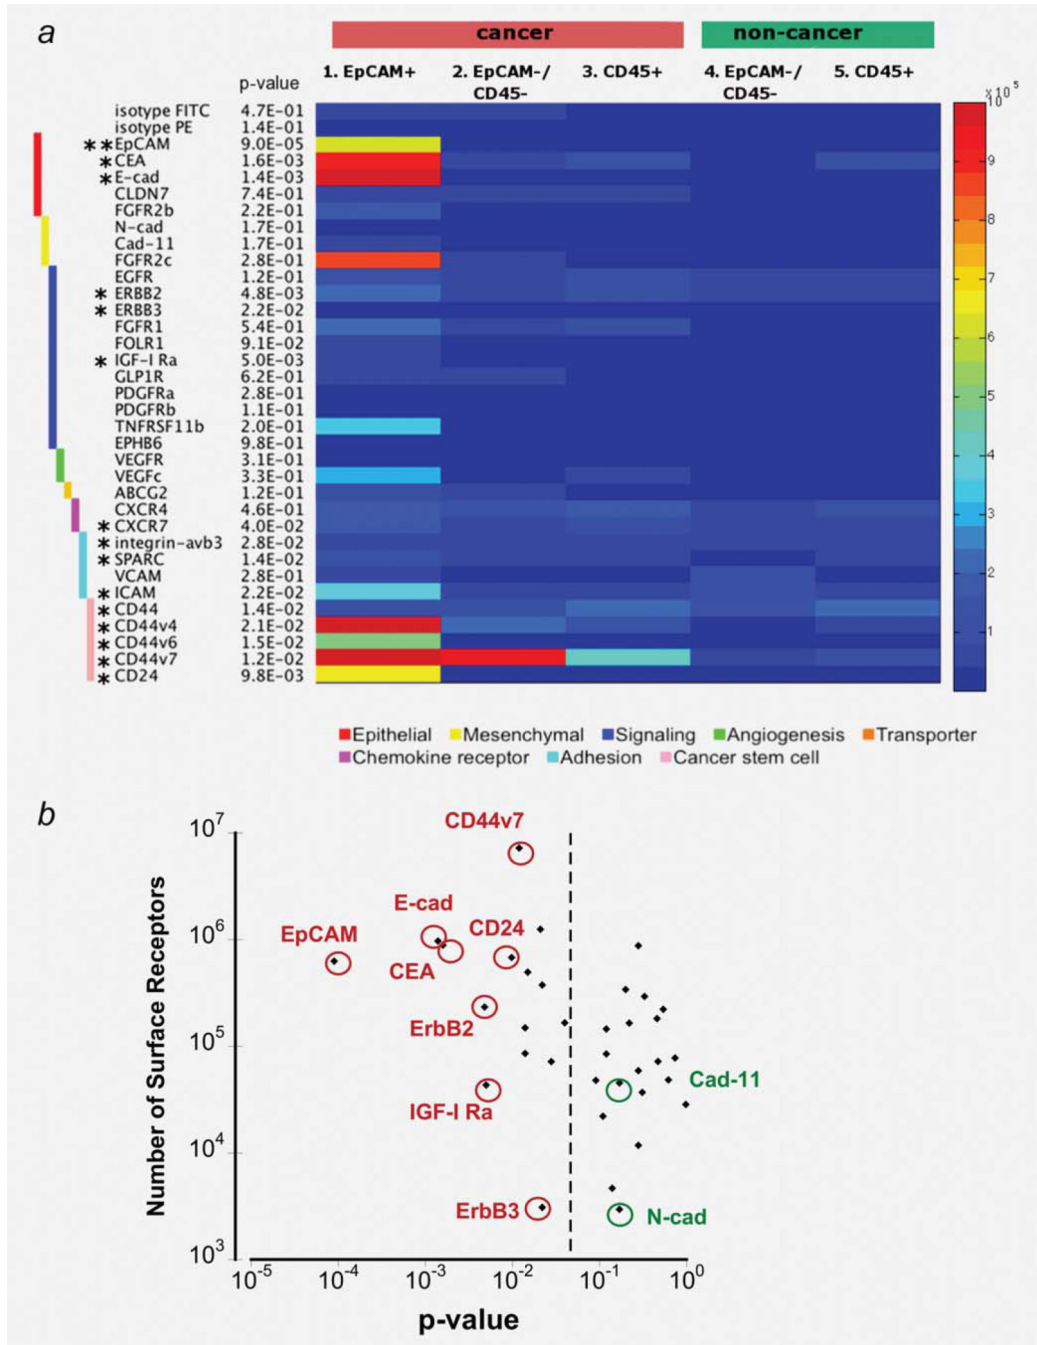 a
cancer
non-cancer
p-value
1. EpCAM+
2. EpCAM-/
CD45-
3. CD45+
4. EpCAM-/
CD45-
5. CD45+
x10 5
isotype FITC 4.7E-01
isotype PE 1.4E-01
**EpCAM 9.0E-05
*CEA 1.6E-03
*E-cad 1.4E-03
CLDN7 7.4E-01
FGFR2b 2.2E-01
N-cad 1.7E-01
Cad-11 1.7E-01
FGFR2c 2.8E-01
EGFR 1.2E-01
* ERBB2 4.8E-03
* ERBB3 2.2E-02
FGFR1 5.4E-01
FOLR1 9.1E-02
* IGF-I Ra 5.0E-03
GLP1R 6.2E-01
PDGFRa 2.8E-01
PDGFRb 1.1E-01
TNFRSF11b 2.0E-01
EPHB6 9.8E-01
VEGFR 3.1E-01
VEGFc 3.3E-01
ABCG2 1.2E-01
CXCR4 4.6E-01
* CXCR7 4.0E-02
* integrin-avb3 2.8E-02
* SPARC 1.4E-02
VCAM 2.8E-01
* ICAM 2.2E-02
* CD44 1.4E-02
* CD44v4 2.1E-02
* CD44v6 1.5E-02
* CD44v7 1.2E-02
* CD24 9.8E-03
9
8
7
6
5
4
3
2
1
Epithelial Mesenchymal Signaling Angiogenesis Transporter
Chemokine receptor Adhesion Cancer stem cell
b
Number of Surface Receptors
10^7
10^6
10^5
10^4
10^3
CD44v7
E-cad
EpCAM
CD24
CEA
ErbB2
Cad-11
IGF-I Ra
ErbB3
N-cad
10^-5 10^-4 10^-3 10^-2 10^-1 10^0
p-value